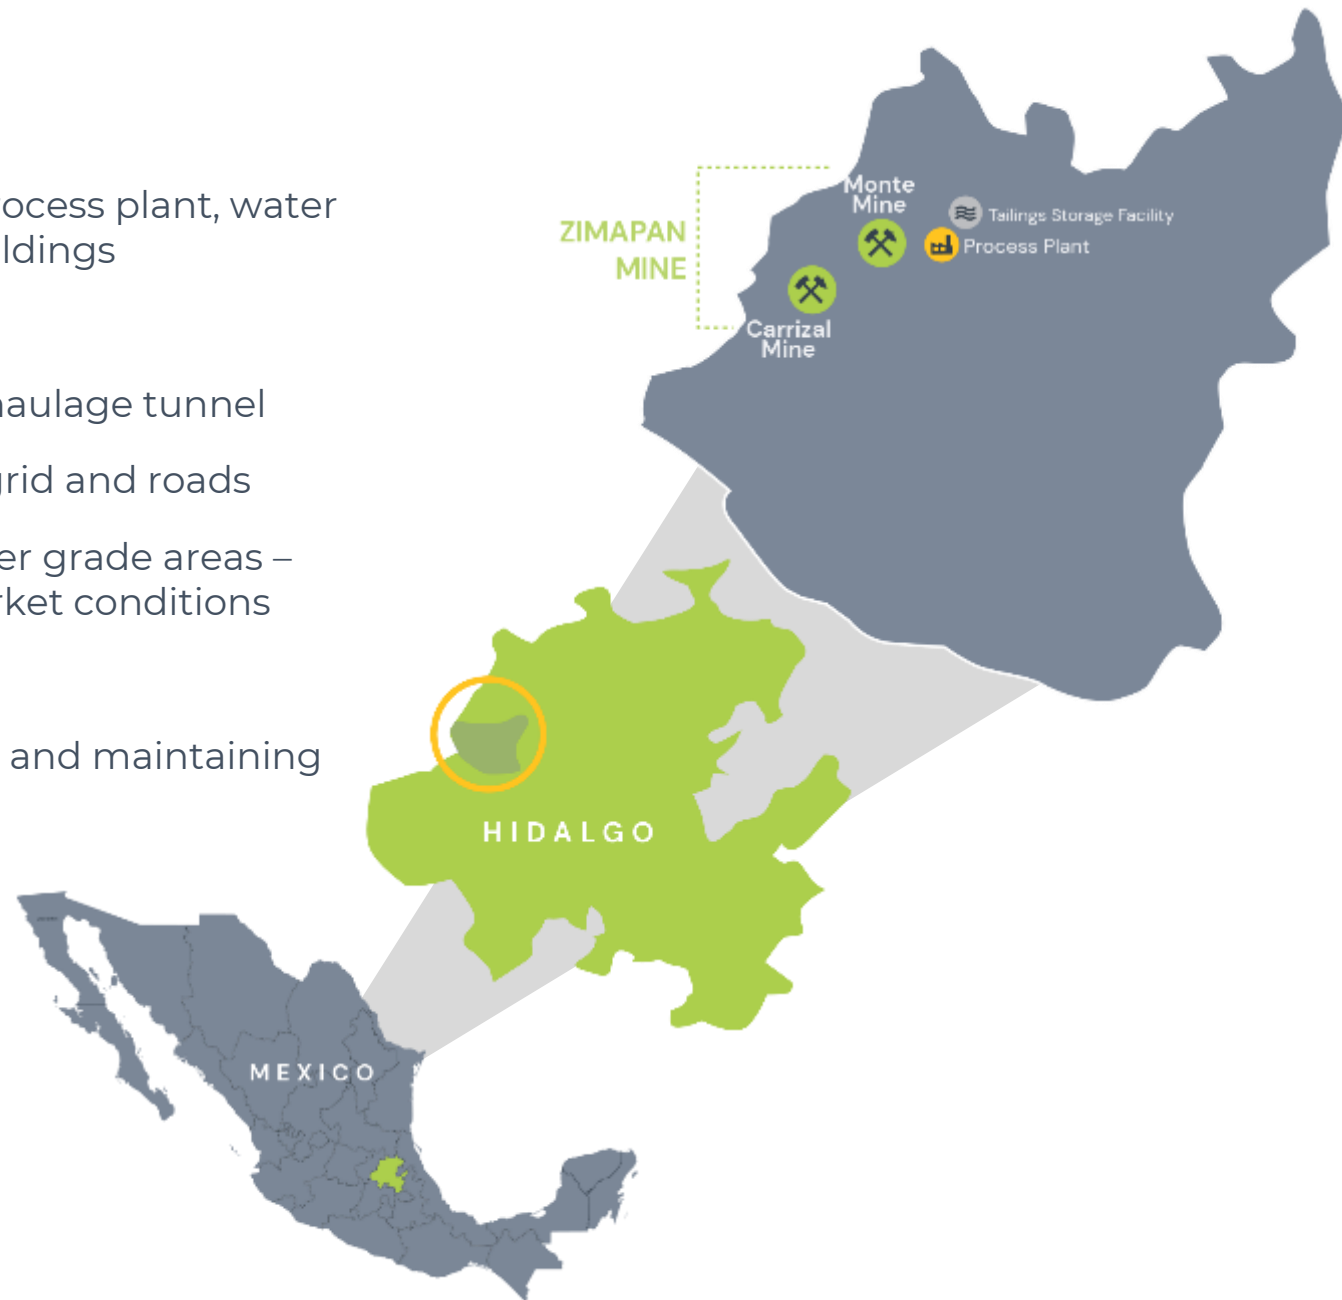 ocess plant, water
ldings
haulage tunnel
grid and roads
er grade areas –
rket conditions
and maintaining
ZIMAPAN
MINE
Monte
Mine
Tailings Storage Facility
Process Plant
Carrizal
Mine
HIDALGO
MEXICO